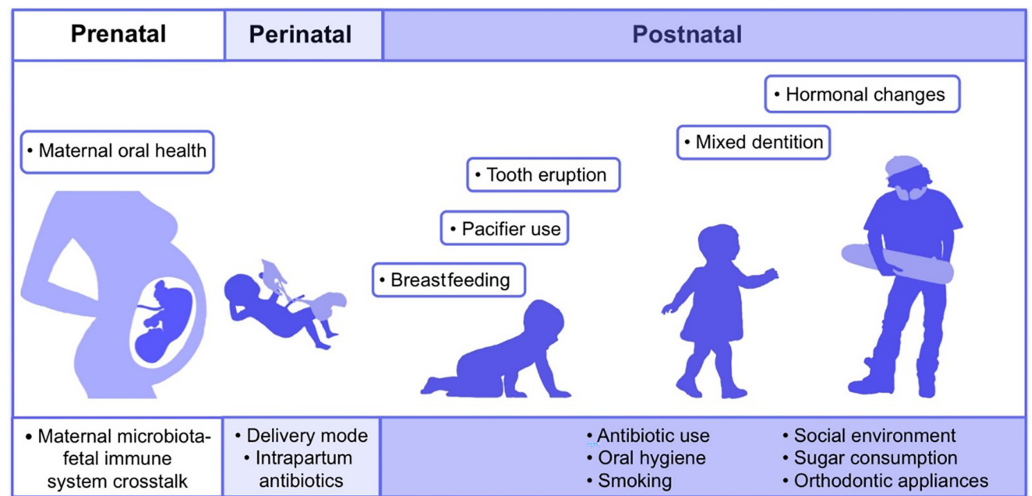 Prenatal
Perinatal
Postnatal
• Hormonal changes
• Maternal oral health
• Mixed dentition
• Tooth eruption
• Pacifier use
• Breastfeeding
• Maternal microbiota-
fetal immune
system crosstalk
• Delivery mode
• Intrapartum
antibiotics
• Antibiotic use
• Oral hygiene
• Smoking
• Social environment
• Sugar consumption
• Orthodontic appliances